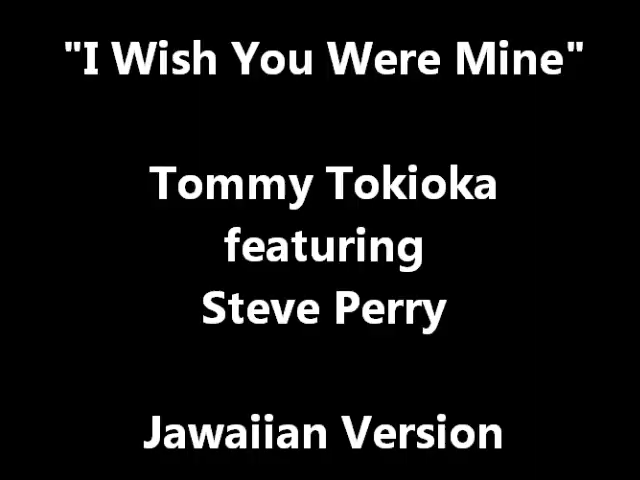 "I Wish You Were Mine"
Tommy Tokioka
featuring
Steve Perry
Jawaiian Version